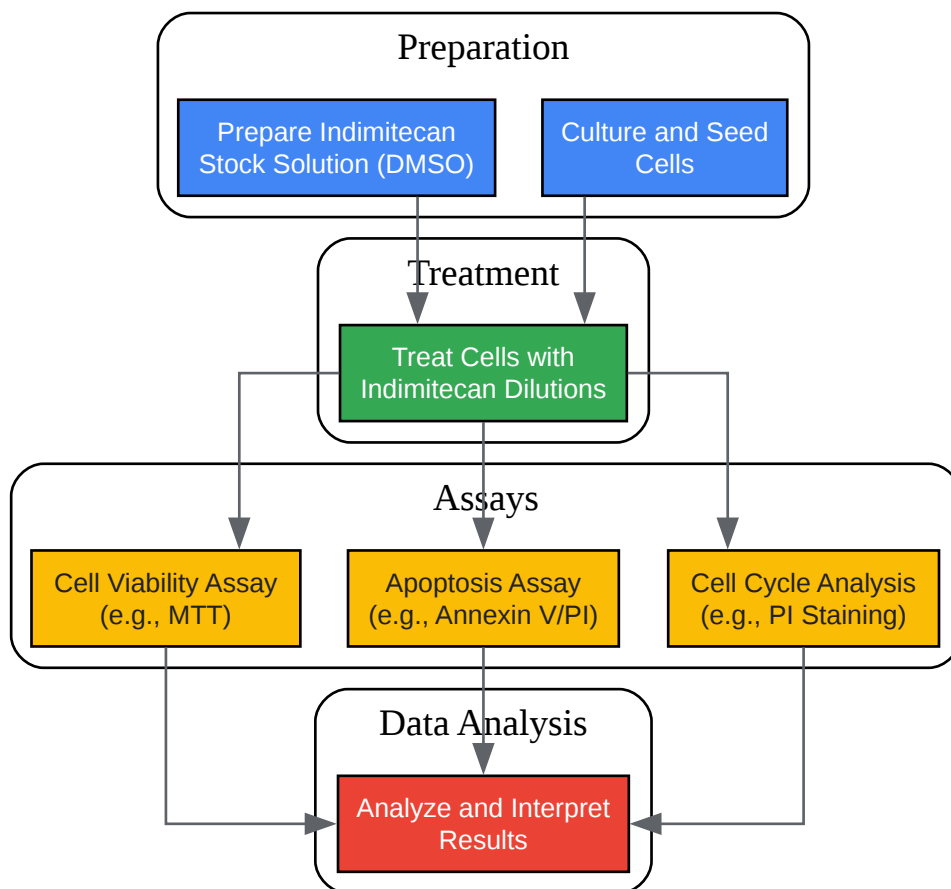 Preparation
Prepare Indimitecan
Stock Solution (DMSO)
Culture and Seed
Cells
Treatment
Treat Cells with
Indimitecan Dilutions
Assays
Cell Viability Assay
(e.g., MTT)
Apoptosis Assay
(e.g., Annexin V/PI)
Cell Cycle Analysis
(e.g., PI Staining)
Data Analysis
Analyze and Interpret
Results